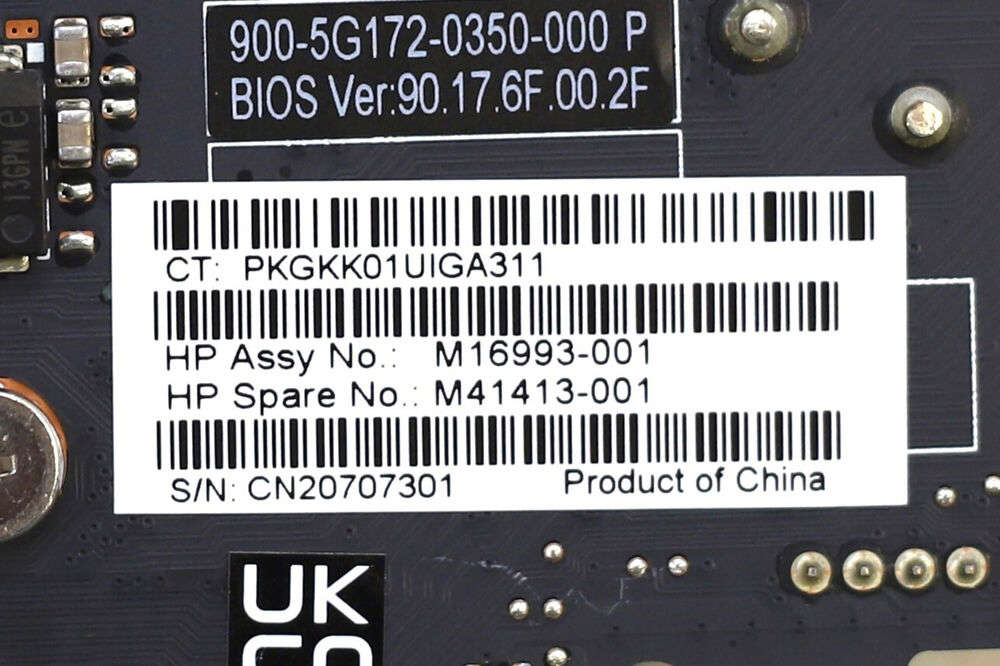 900-5G172-0350-000 P
BIOS Ver:90.17.6F.00.2F
13GPN e
CT: PKGKK01UIGA311
HP Assy No.: M16993-001
HP Spare No.: M41413-001
S/N: CN20707301 Product of China
UK